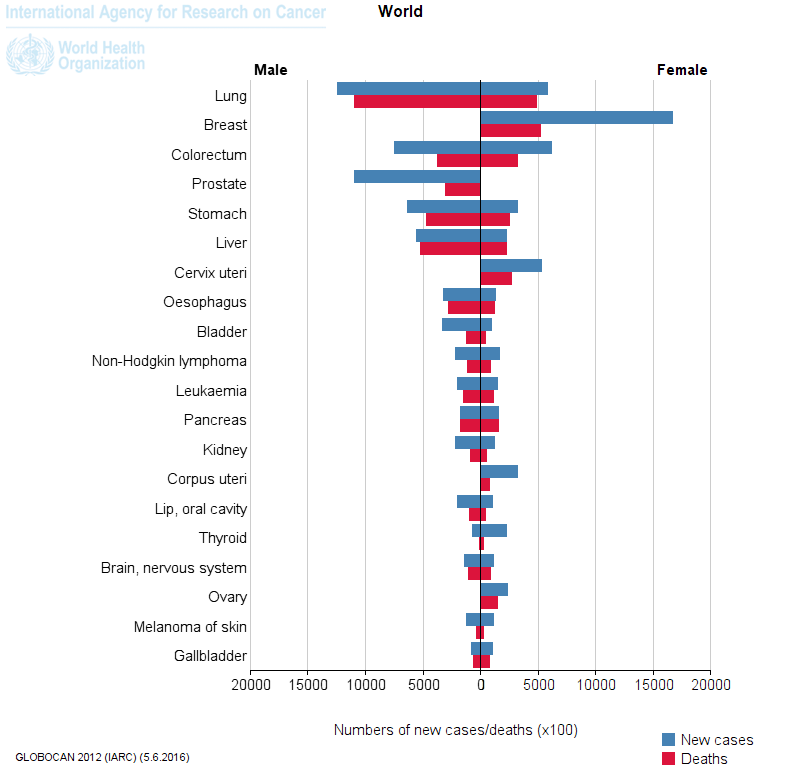 International Agency for Research on Cancer
World
World Health
Organization
Male
Female
Lung
Breast
Colorectum
Prostate
Stomach
Liver
Cervix uteri
Oesophagus
Bladder
Non-Hodgkin lymphoma
Leukaemia
Pancreas
Kidney
Corpus uteri
Lip, oral cavity
Thyroid
Brain, nervous system
Ovary
Melanoma of skin
Gallbladder
20000 15000 10000 5000 0 5000 10000 15000 20000
Numbers of new cases/deaths (x100)
New cases
Deaths
GLOBOCAN 2012 (IARC) (5.6.2016)